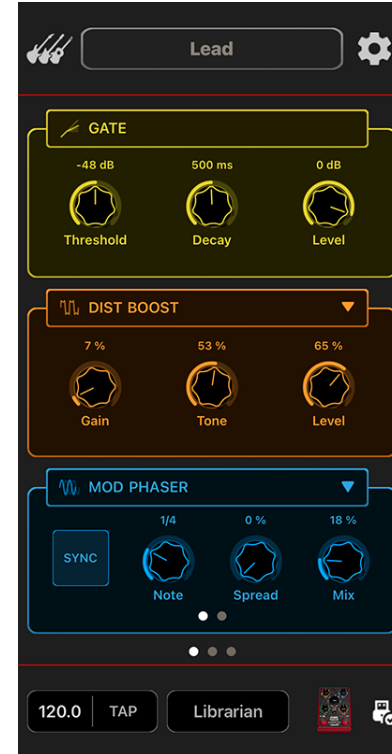 Lead
GATE
-48 dB 500 ms 0 dB
Threshold Decay Level
DIST BOOST
7 % 53 % 65 %
Gain Tone Level
MOD PHASER
1/4 0 % 18 %
SYNC
Note Spread Mix
120.0 TAP Librarian